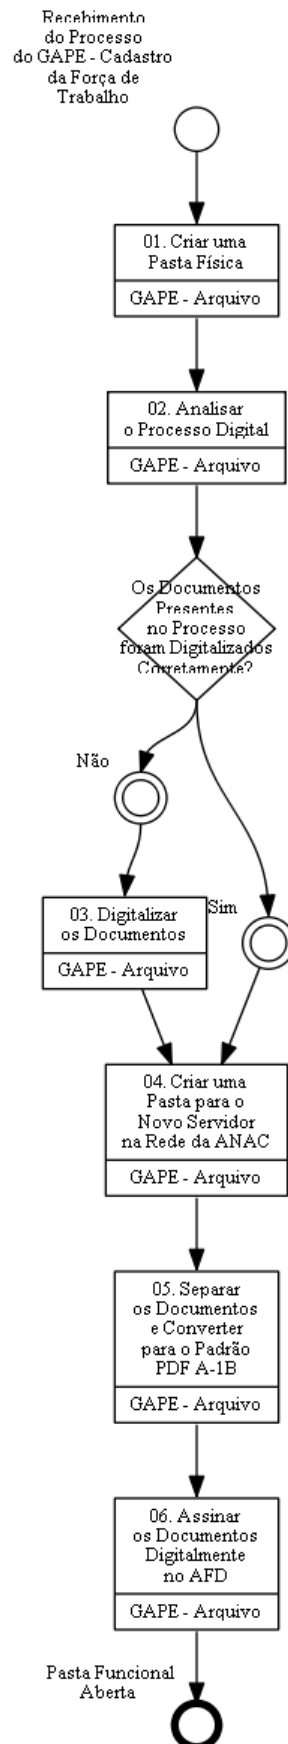 Recebimento
do Processo
do GAPE - Cadastro
da Força de
Trabalho
01. Criar uma
Pasta Física
GAPE - Arquivo
02. Analisar
o Processo Digital
GAPE - Arquivo
Os Documentos
Presentes
no Processo
foram Digitalizados
Corretamente?
Não
03. Digitalizar
os Documentos
GAPE - Arquivo
Sim
04. Criar uma
Pasta para o
Novo Servidor
na Rede da ANAC
GAPE - Arquivo
05. Separar
os Documentos
e Converter
para o Padrão
PDF A-1B
GAPE - Arquivo
06. Assinar
os Documentos
Digitalmente
no AFD
GAPE - Arquivo
Pasta Funcional
Aberta